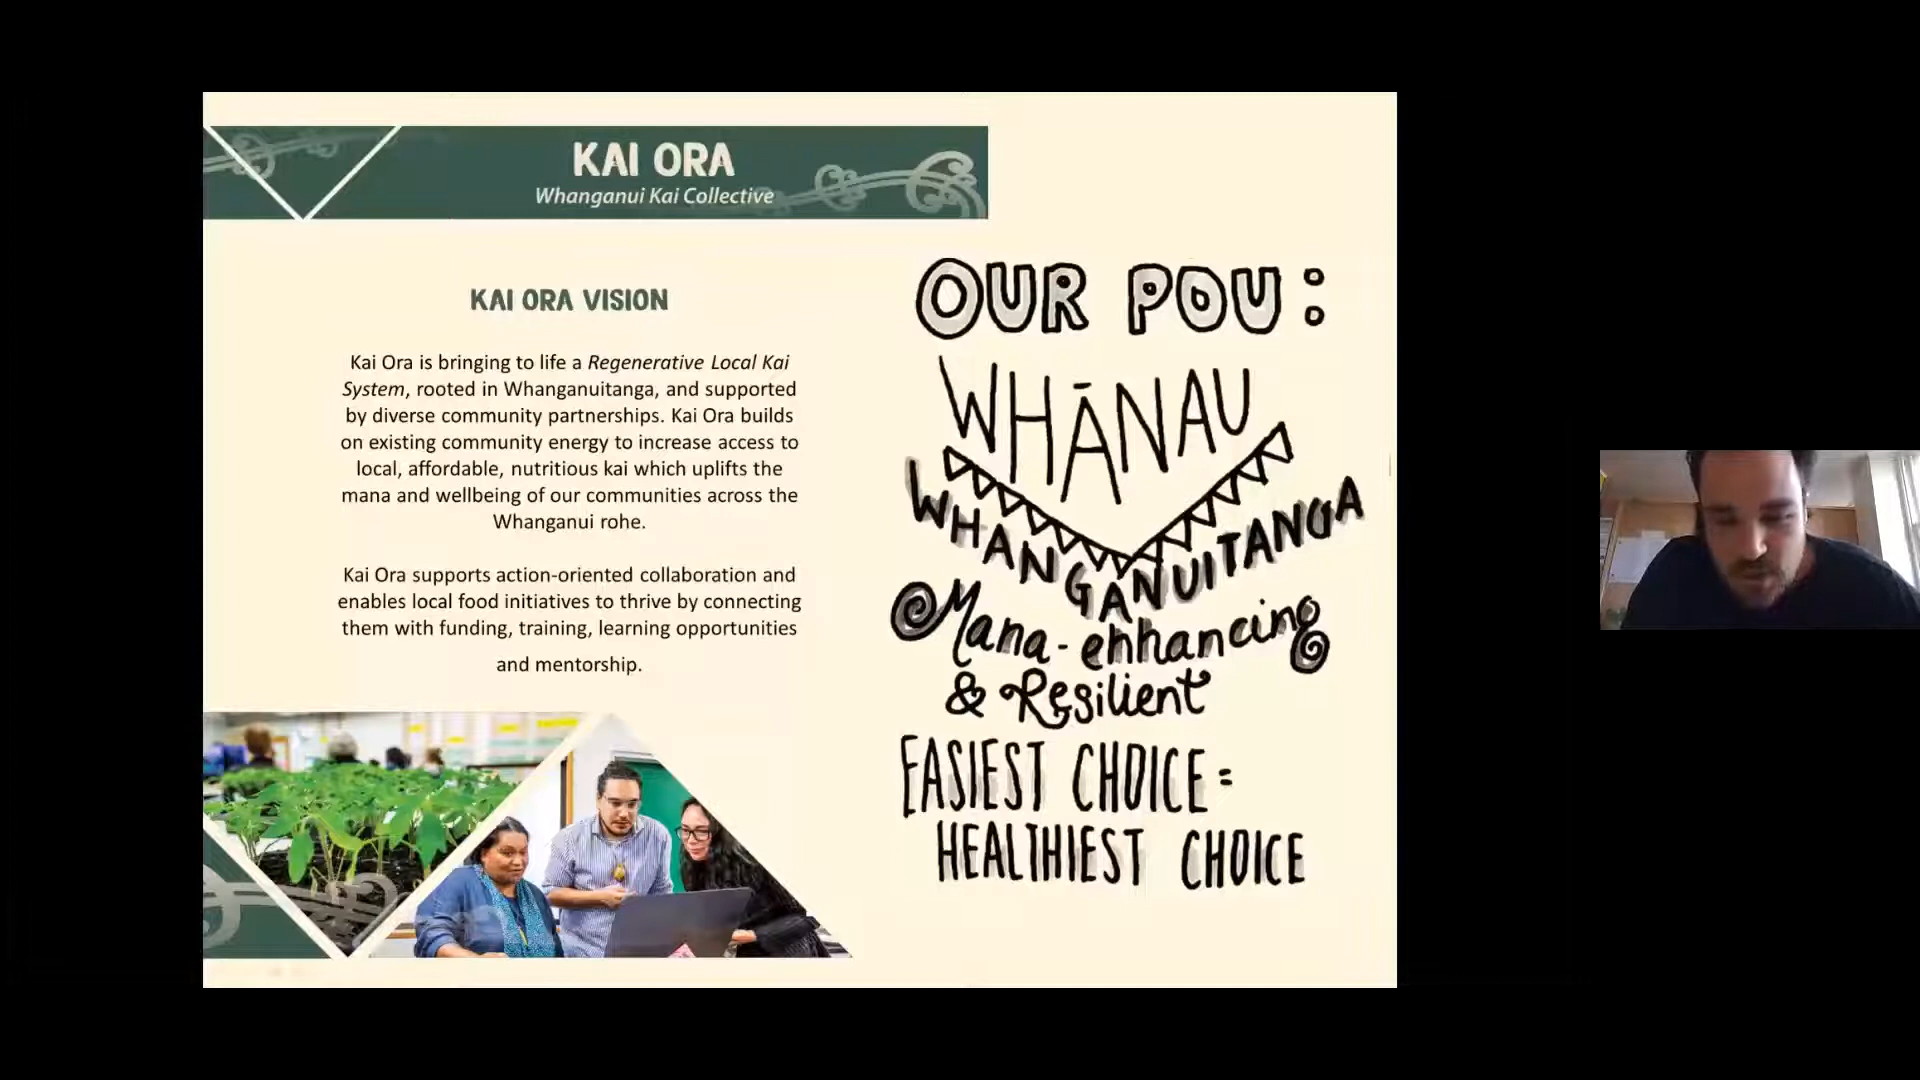 KAI ORA
Whanganui Kai Collective
KAI ORA VISION
Kai Ora is bringing to life a Regenerative Local Kai
System, rooted in Whanganuitanga, and supported
by diverse community partnerships. Kai Ora builds
on existing community energy to increase access to
local, affordable, nutritious kai which uplifts the
mana and wellbeing of our communities across the
Whanganui rohe.
Kai Ora supports action-oriented collaboration and
enables local food initiatives to thrive by connecting
them with funding, training, learning opportunities
and mentorship.
OUR POU:
WHĀNAU
WHANGANUITANGA
Mana-enhancing
& Resilient
EASIEST CHOICE =
HEALTHIEST CHOICE